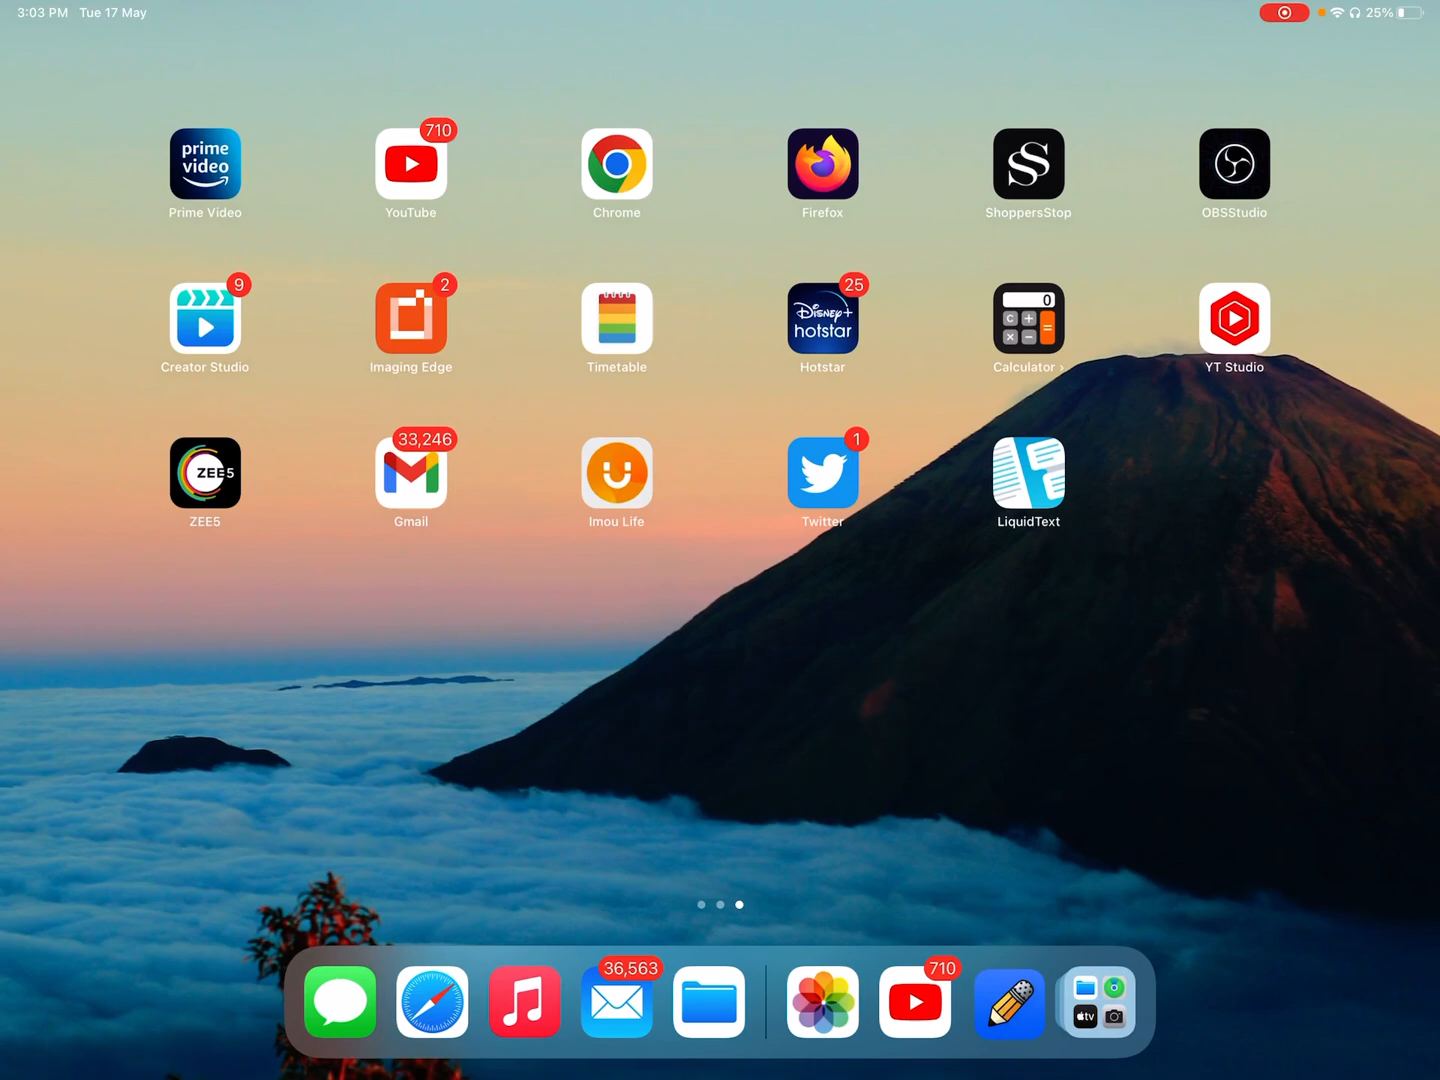 3:03 PM Tue 17 May
25%
prime video
710
Prime Video
YouTube
Chrome
Firefox
ShoppersStop
OBSStudio
9
2
Disney+ hotstar
25
0
C + × − =
Creator Studio
Imaging Edge
Timetable
Hotstar
Calculator ›
YT Studio
ZEE5
33,246
1
ZEE5
Gmail
Imou Life
Twitter
LiquidText
36,563
710
tv